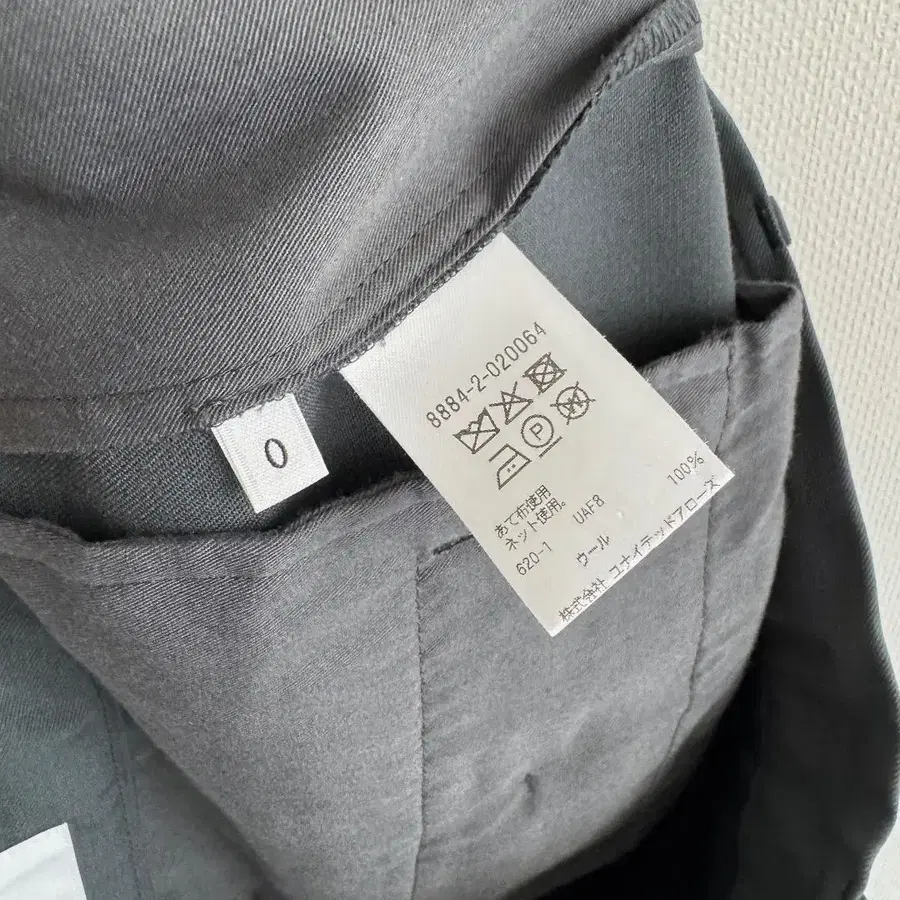 0
8884-2-020064
P
あて布使用
ネット使用。
620-1 UAF8
ウール 100%
株式会社 ユナイテッドアローズ